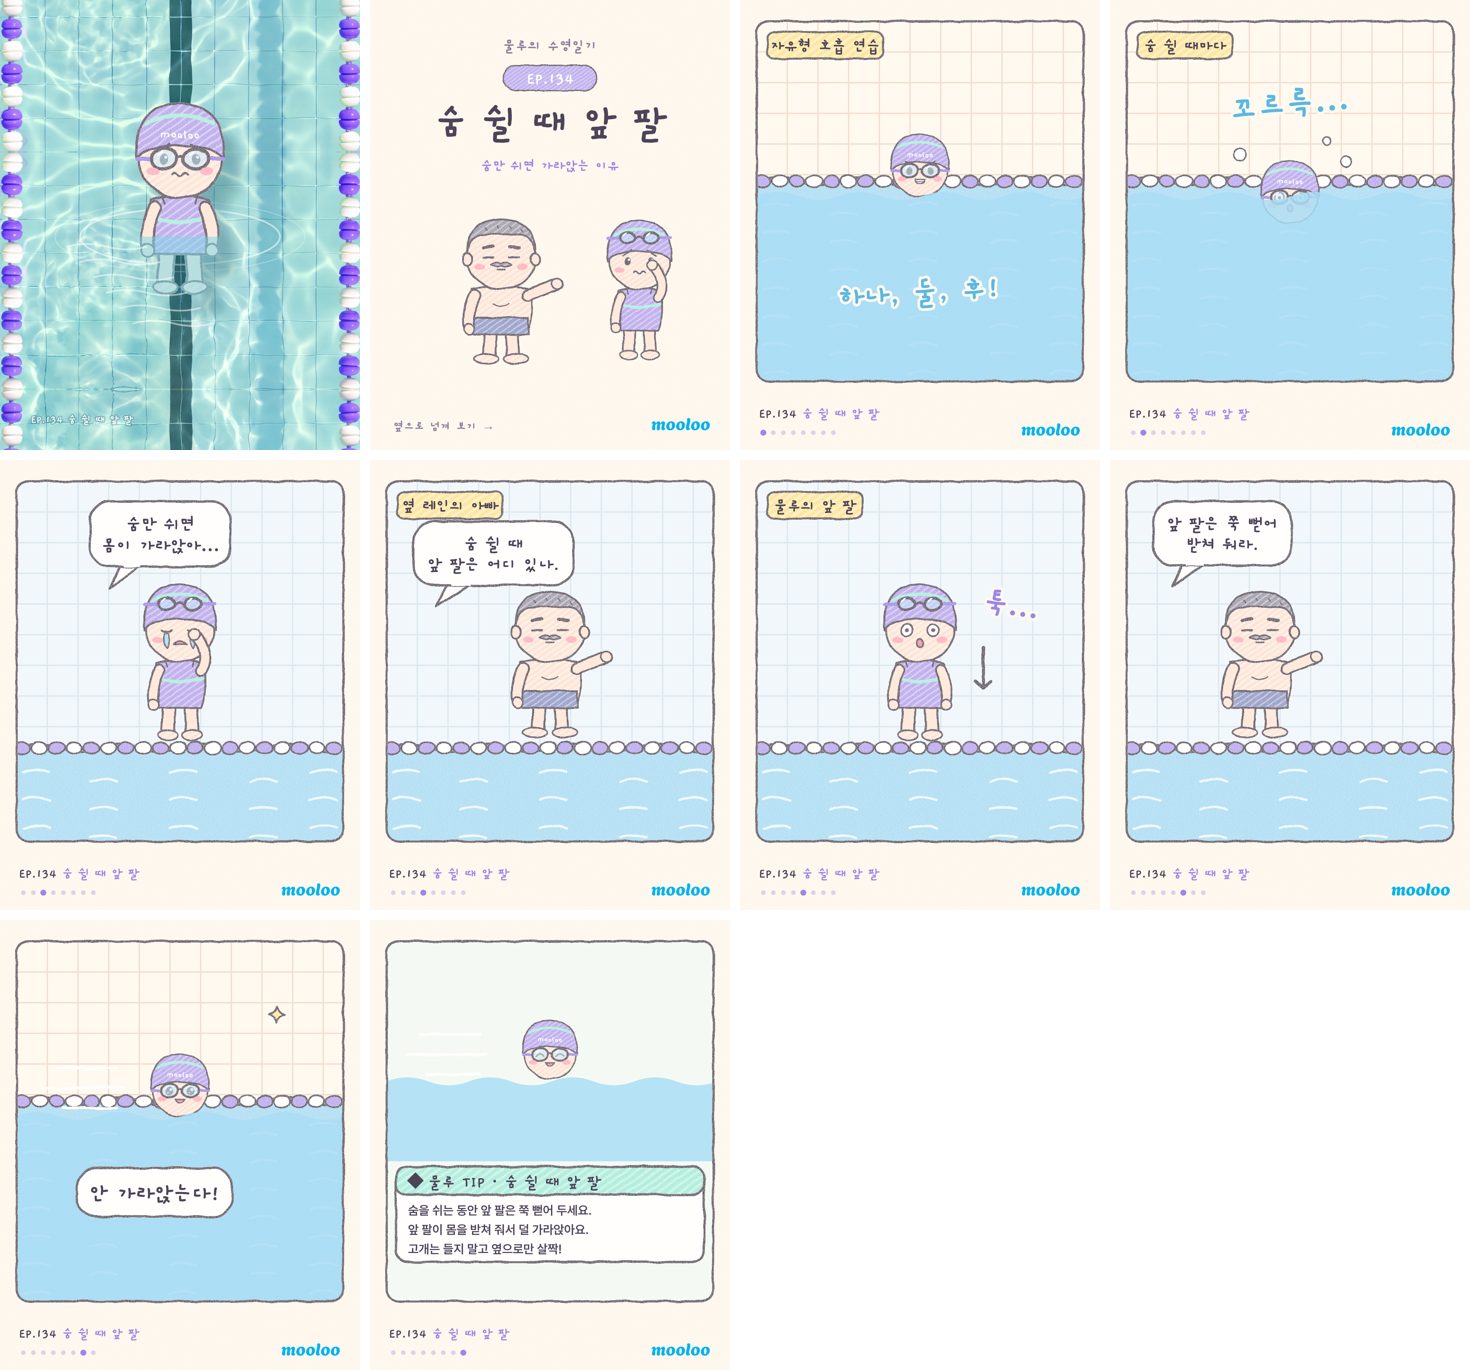 mooloo
EP.134 숨 쉴 때 앞 팔
물루의 수영일기
EP.134
숨 쉴 때 앞 팔
숨만 쉬면 가라앉는 이유
옆으로 넘겨 보기 →
mooloo
자유형 호흡 연습
mooloo
하나, 둘, 후!
EP.134 숨 쉴 때 앞 팔
mooloo
숨 쉴 때마다
꼬르륵...
mooloo
EP.134 숨 쉴 때 앞 팔
mooloo
숨만 쉬면
몸이 가라앉아...
EP.134 숨 쉴 때 앞 팔
mooloo
옆 레인의 아빠
숨 쉴 때
앞 팔은 어디 있나.
EP.134 숨 쉴 때 앞 팔
mooloo
물루의 앞 팔
툭...
EP.134 숨 쉴 때 앞 팔
mooloo
앞 팔은 쭉 뻗어
받쳐 둬라.
EP.134 숨 쉴 때 앞 팔
mooloo
mooloo
안 가라앉는다!
EP.134 숨 쉴 때 앞 팔
mooloo
mooloo
◆ 물루 TIP · 숨 쉴 때 앞 팔
숨을 쉬는 동안 앞 팔은 쭉 뻗어 두세요.
앞 팔이 몸을 받쳐 줘서 덜 가라앉아요.
고개는 들지 말고 옆으로만 살짝!
EP.134 숨 쉴 때 앞 팔
mooloo